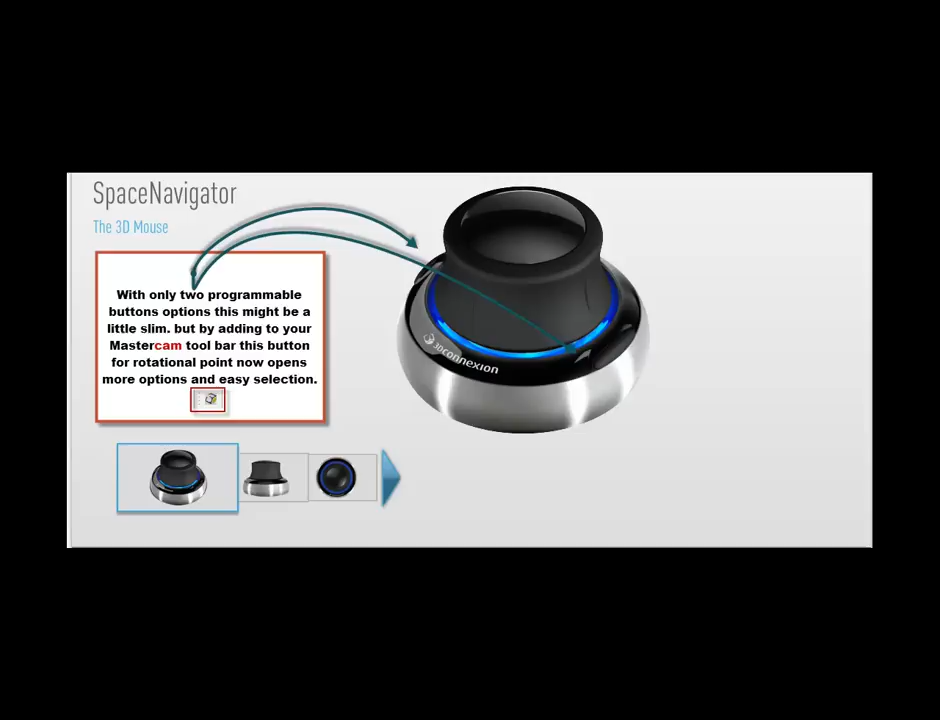 SpaceNavigator
The 3D Mouse
With only two programmable
buttons options this might be a
little slim. but by adding to your
Mastercam tool bar this button
for rotational point now opens
more options and easy selection.
3Dconnexion